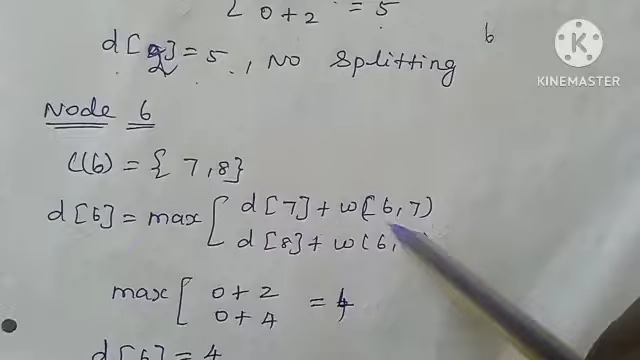 0 + 2 = 5
6
d[2] = 5, No Splitting
KINEMASTER
Node 6
C(6) = { 7, 8}
d[6] = max [ d[7] + w(6, 7)
d[8] + w(6,
max [ 0 + 2
0 + 4 = 4
d[6] = 4